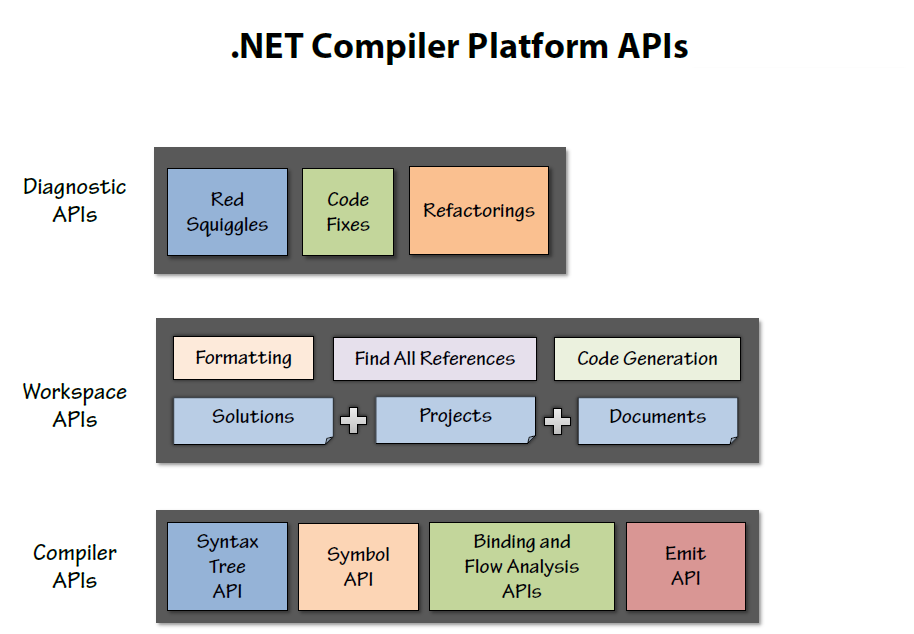 .NET Compiler Platform APIs
Diagnostic
APIs
Red
Squiggles
Code
Fixes
Refactorings
Workspace
APIs
Formatting
Find All References
Code Generation
Solutions
Projects
Documents
Compiler
APIs
Syntax
Tree
API
Symbol
API
Binding and
Flow Analysis
APIs
Emit
API